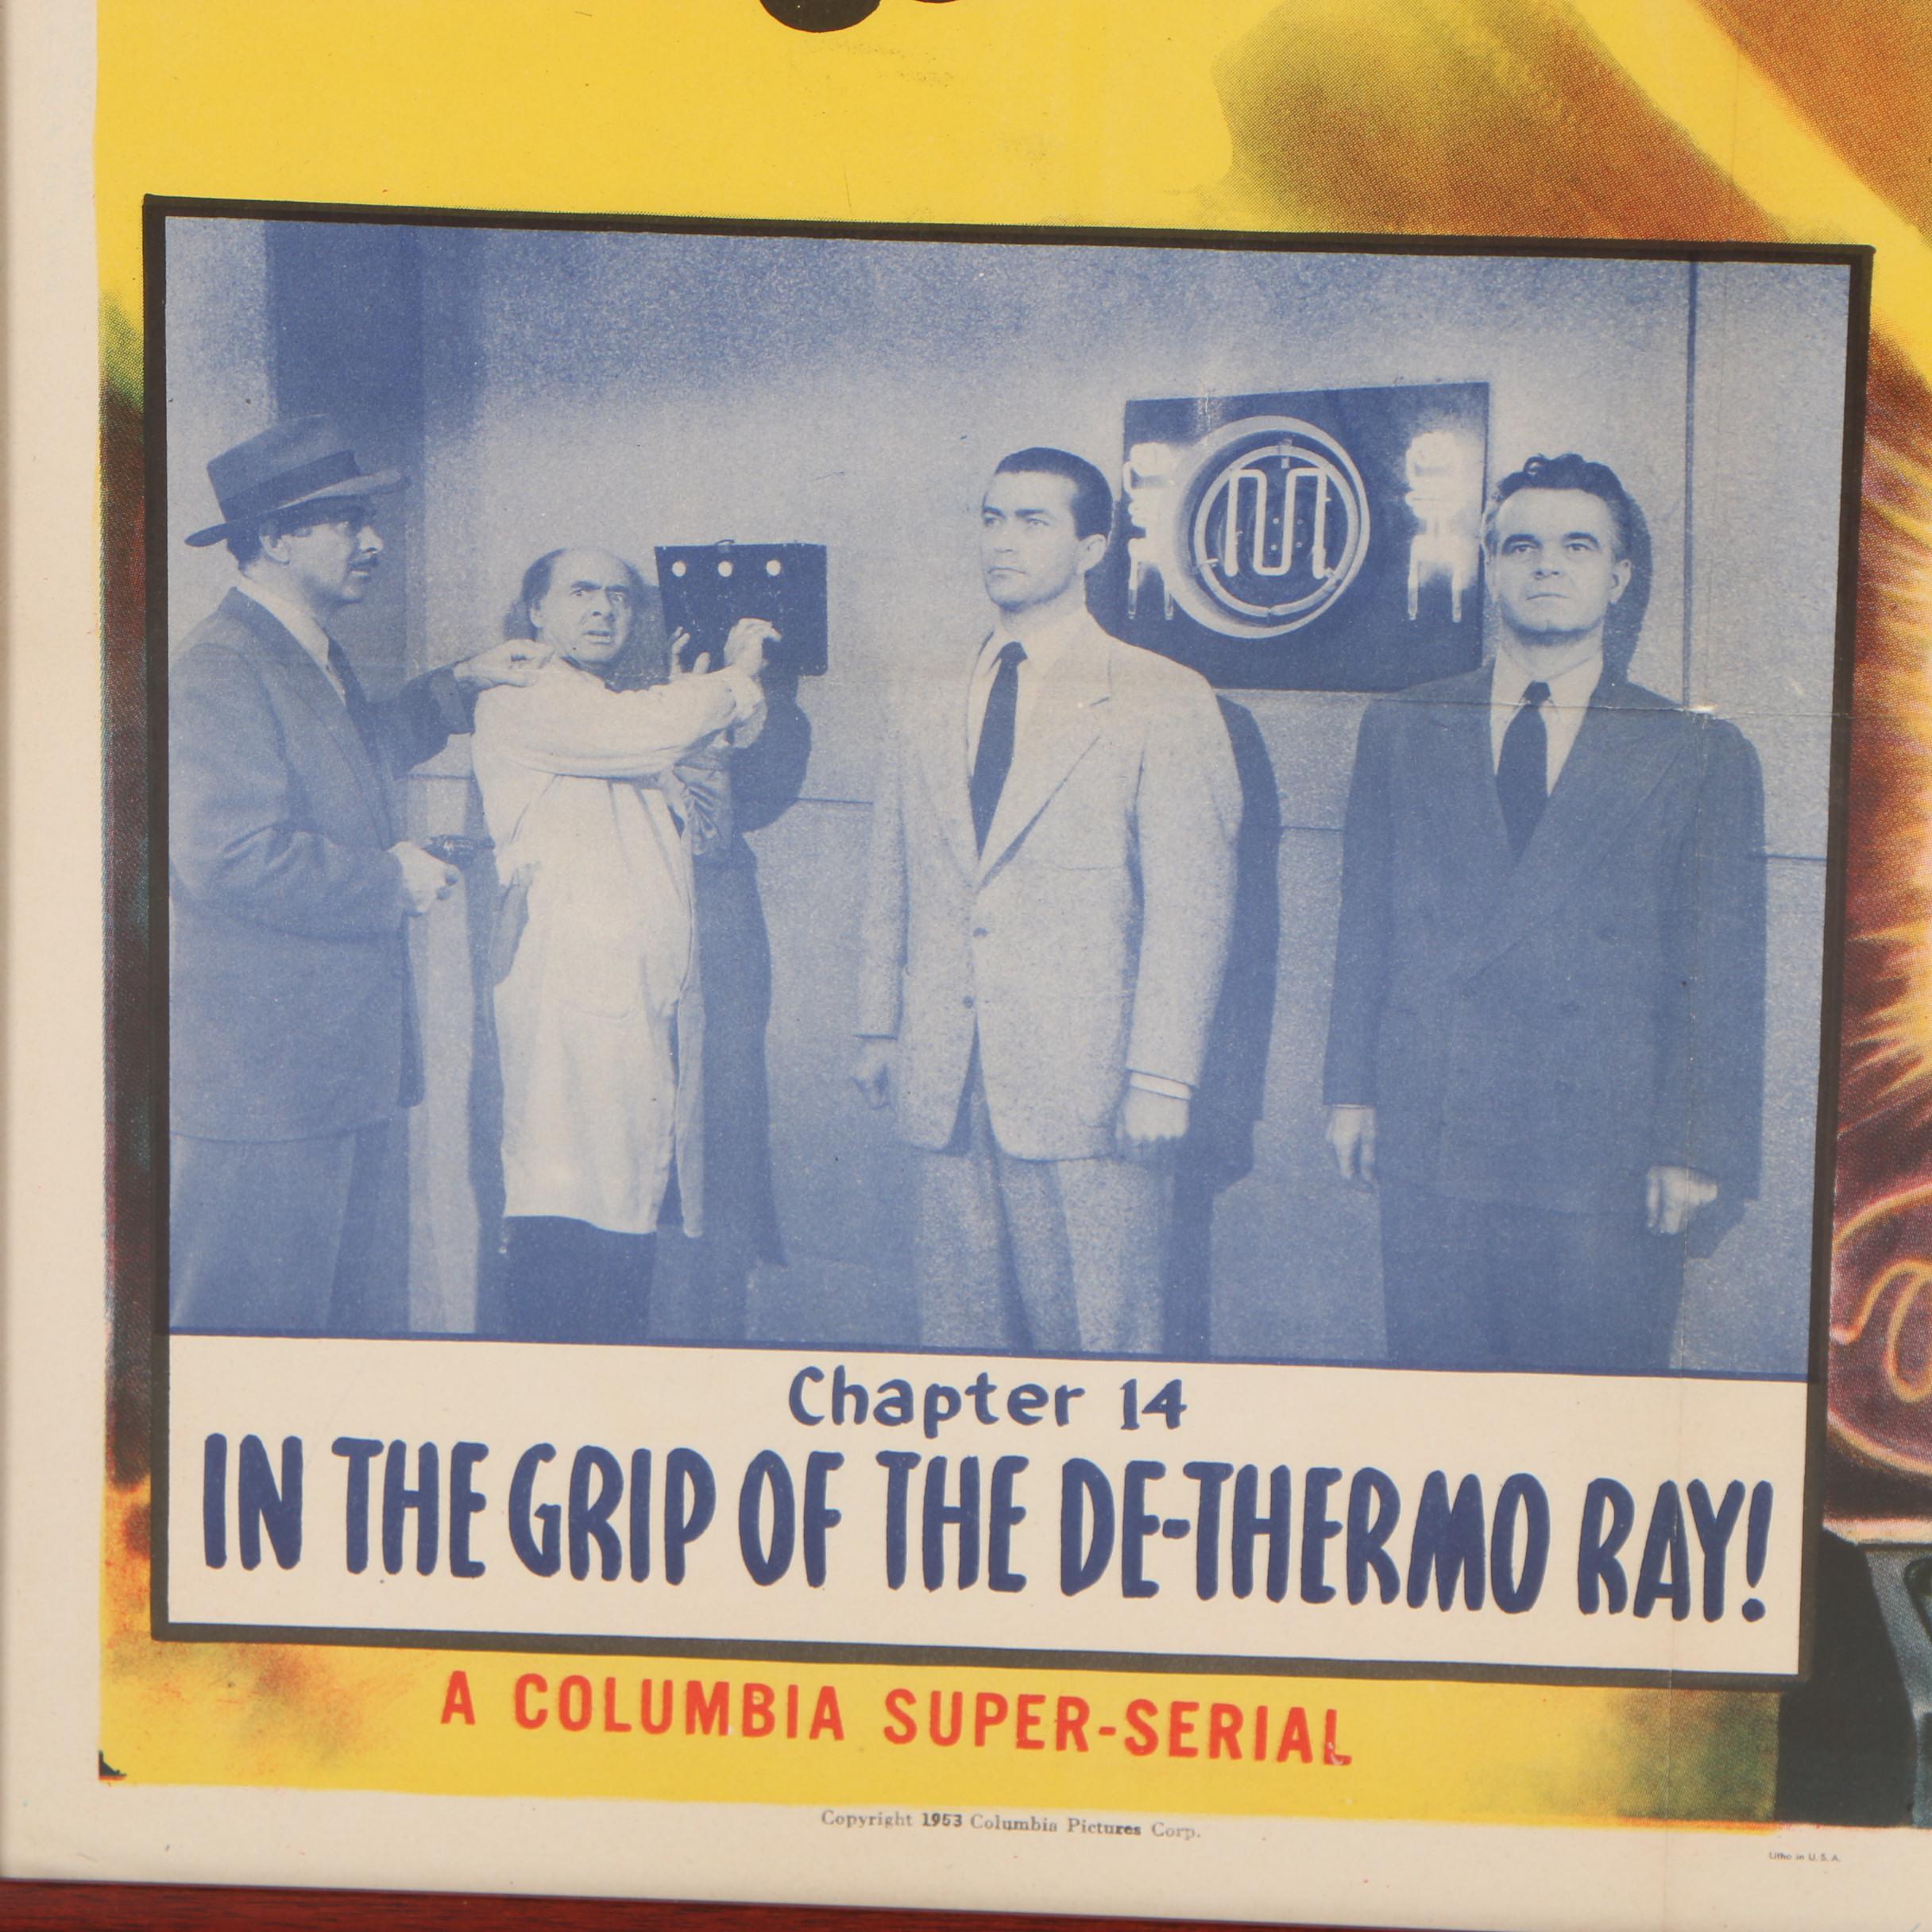 Chapter 14
IN THE GRIP OF THE DE-THERMO RAY!
A COLUMBIA SUPER-SERIAL
Copyright 1953 Columbia Pictures Corp.
Litho in U.S.A.